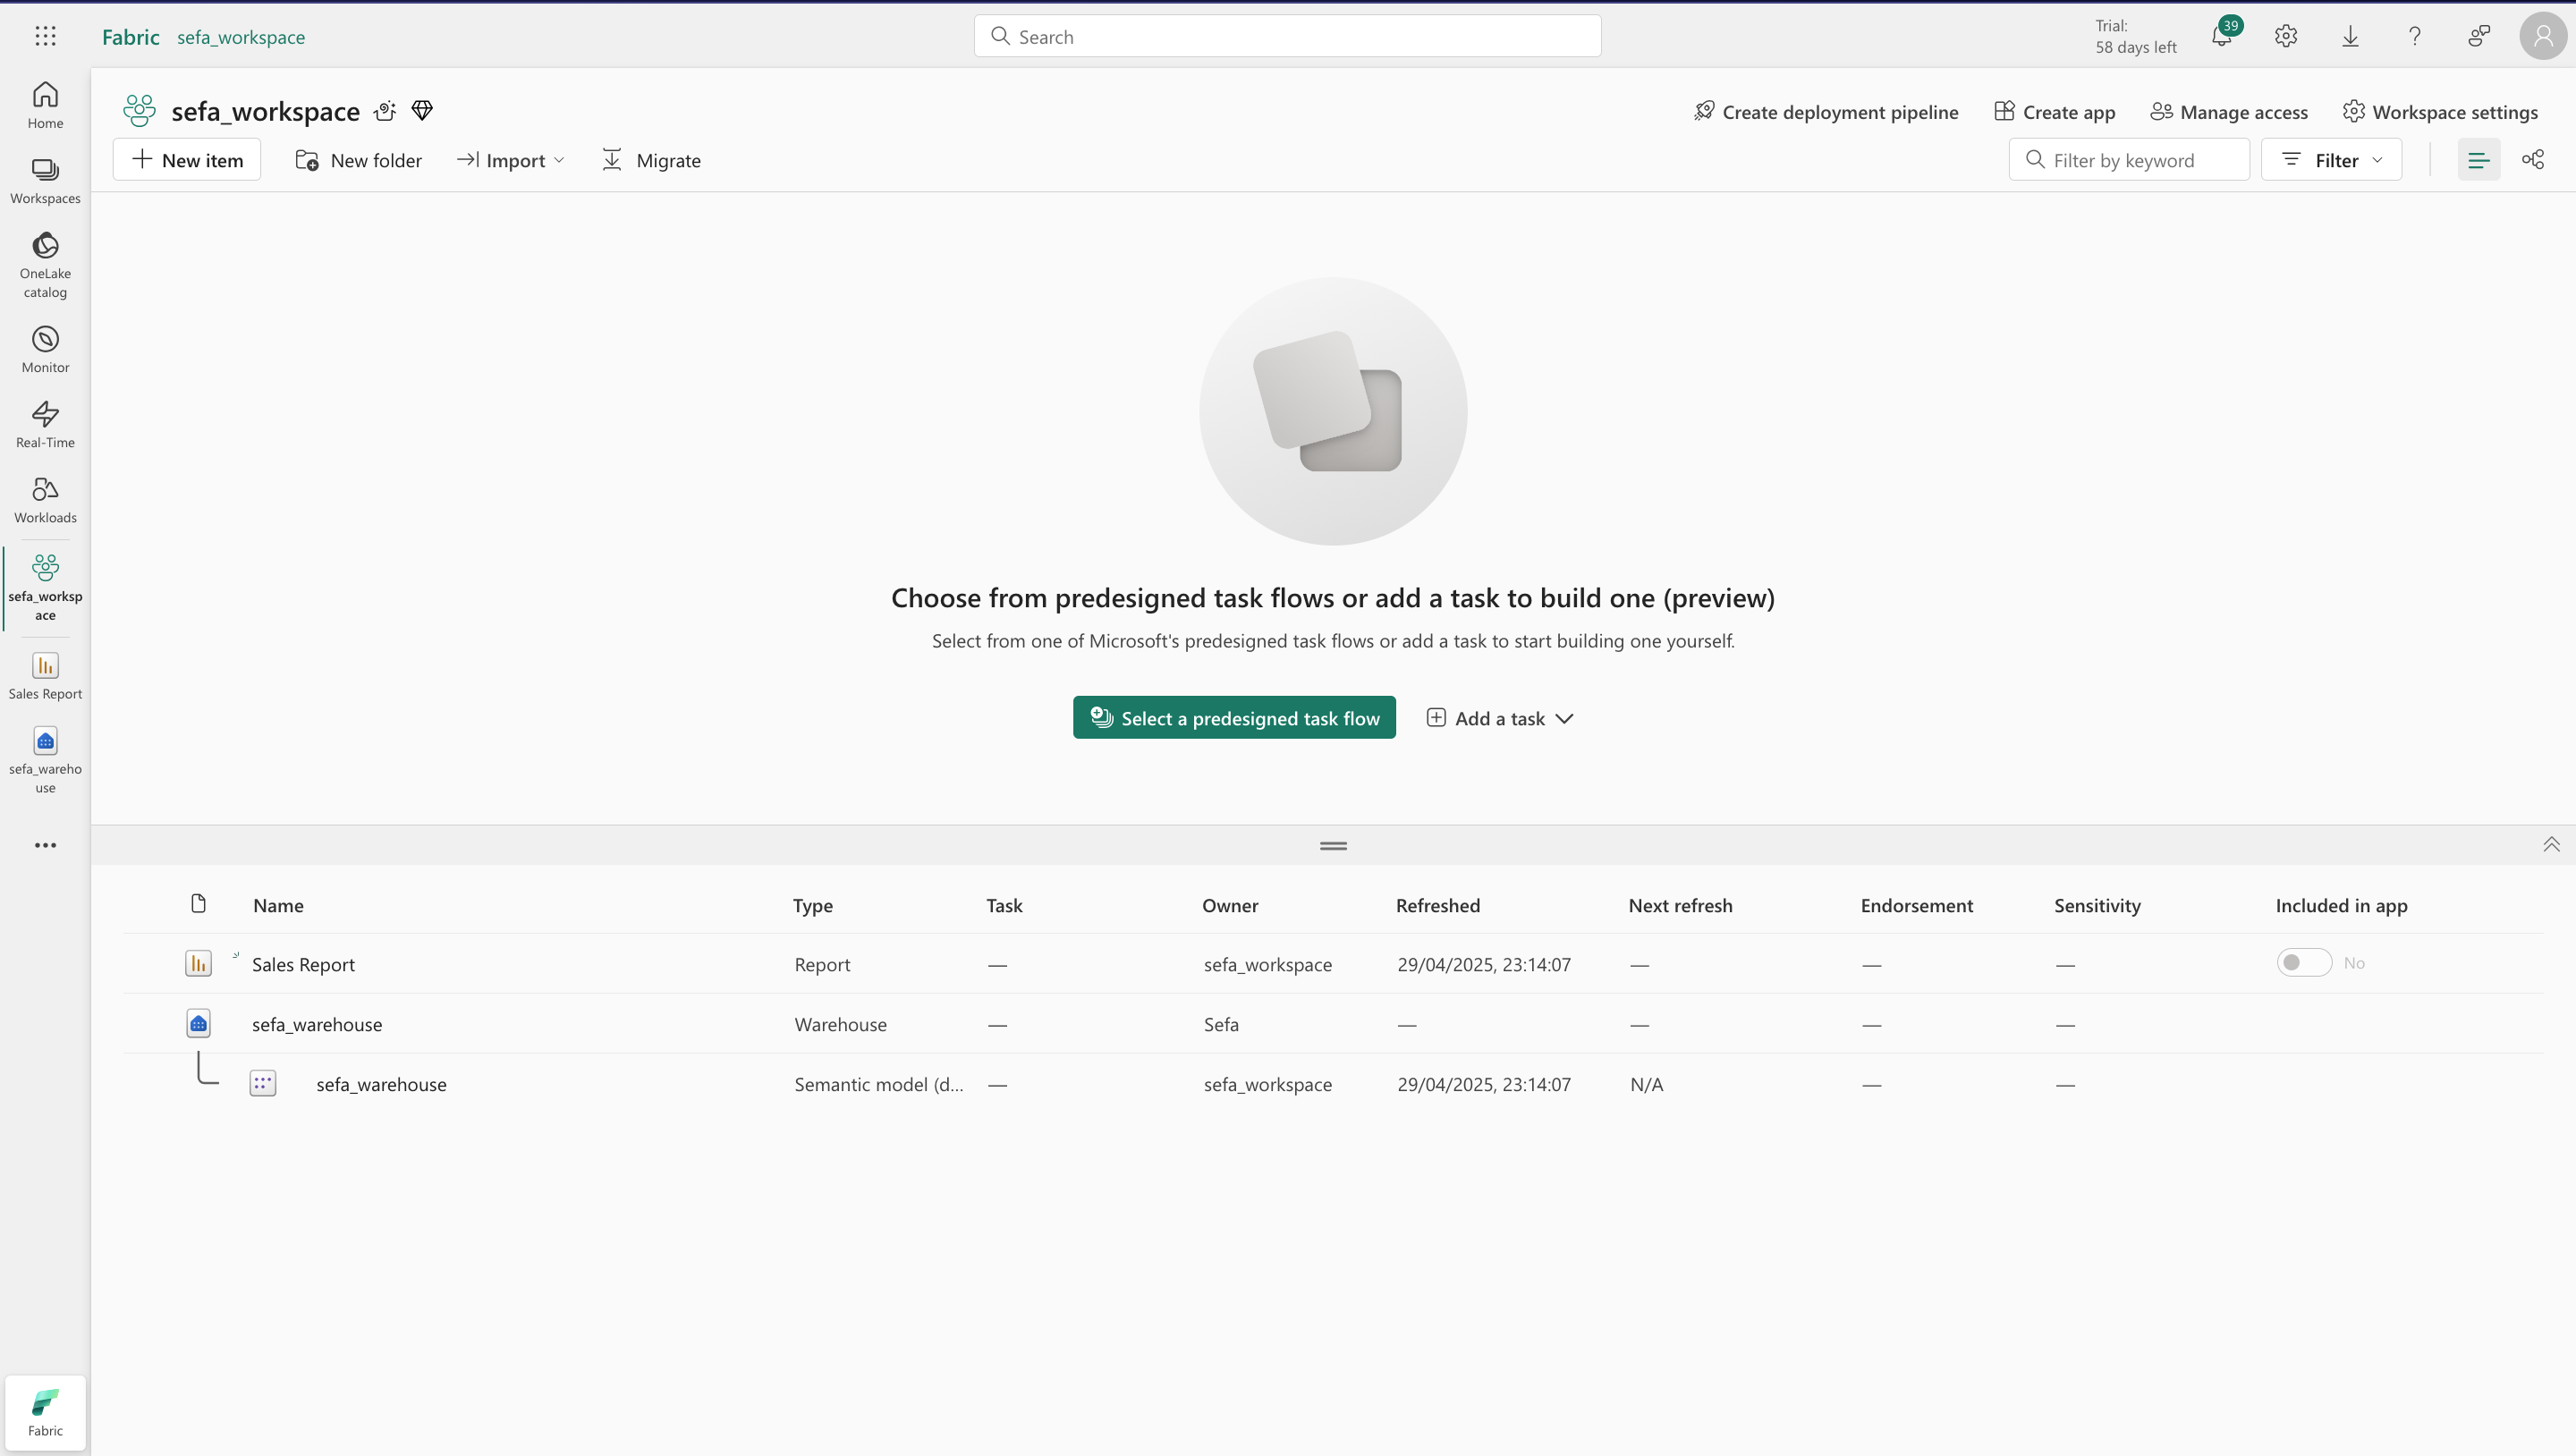 Fabric sefa_workspace
Search
Trial:
58 days left
39
Home
Workspaces
OneLake
catalog
Monitor
Real-Time
Workloads
sefa_worksp
ace
Sales Report
sefa_wareho
use
Fabric
sefa_workspace
Create deployment pipeline
Create app
Manage access
Workspace settings
New item
New folder
Import
Migrate
Filter by keyword
Filter
Choose from predesigned task flows or add a task to build one (preview)
Select from one of Microsoft's predesigned task flows or add a task to start building one yourself.
Select a predesigned task flow
Add a task
Name Type Task Owner Refreshed Next refresh Endorsement Sensitivity Included in app
Sales Report Report — sefa_workspace 29/04/2025, 23:14:07 — — — No
sefa_warehouse Warehouse — Sefa — — — —
sefa_warehouse Semantic model (d... — sefa_workspace 29/04/2025, 23:14:07 N/A — —